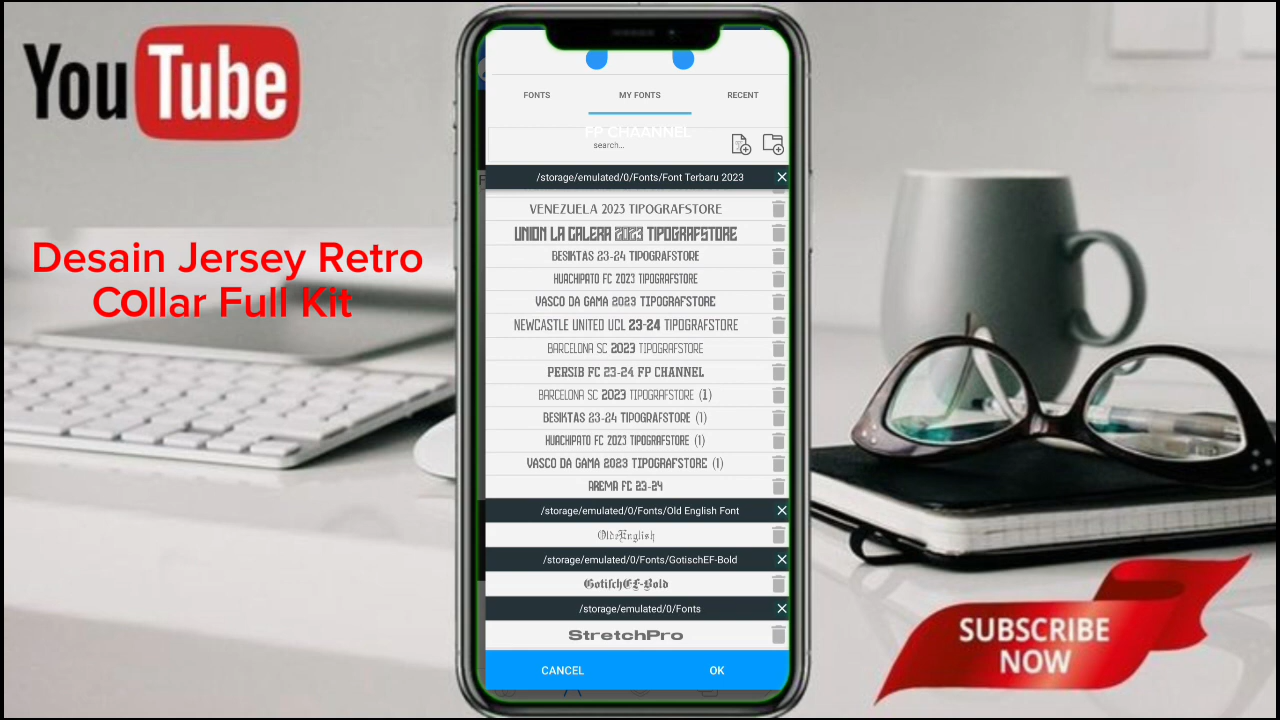 YouTube
Desain Jersey Retro
Collar Full Kit
FONTS
MY FONTS
RECENT
FP CHAANNEL
search...
/storage/emulated/0/Fonts/Font Terbaru 2023
VENEZUELA 2023 TIPOGRAFSTORE
UNION LA CALERA 2023 TIPOGRAFSTORE
BESIKTAS 23-24 TIPOGRAFSTORE
HUACHIPATO FC 2023 TIPOGRAFSTORE
VASCO DA GAMA 2023 TIPOGRAFSTORE
NEWCASTLE UNITED UCL 23-24 TIPOGRAFSTORE
BARCELONA SC 2023 TIPOGRAFSTORE
PERSIB FC 23-24 FP CHANNEL
BARCELONA SC 2023 TIPOGRAFSTORE (1)
BESIKTAS 23-24 TIPOGRAFSTORE (1)
HUACHIPATO FC 2023 TIPOGRAFSTORE (1)
VASCO DA GAMA 2023 TIPOGRAFSTORE (1)
AREMA FC 23-24
/storage/emulated/0/Fonts/Old English Font
OldeEnglish
/storage/emulated/0/Fonts/GotischEF-Bold
GotischEF-Bold
/storage/emulated/0/Fonts
StretchPro
CANCEL
OK
SUBSCRIBE
NOW